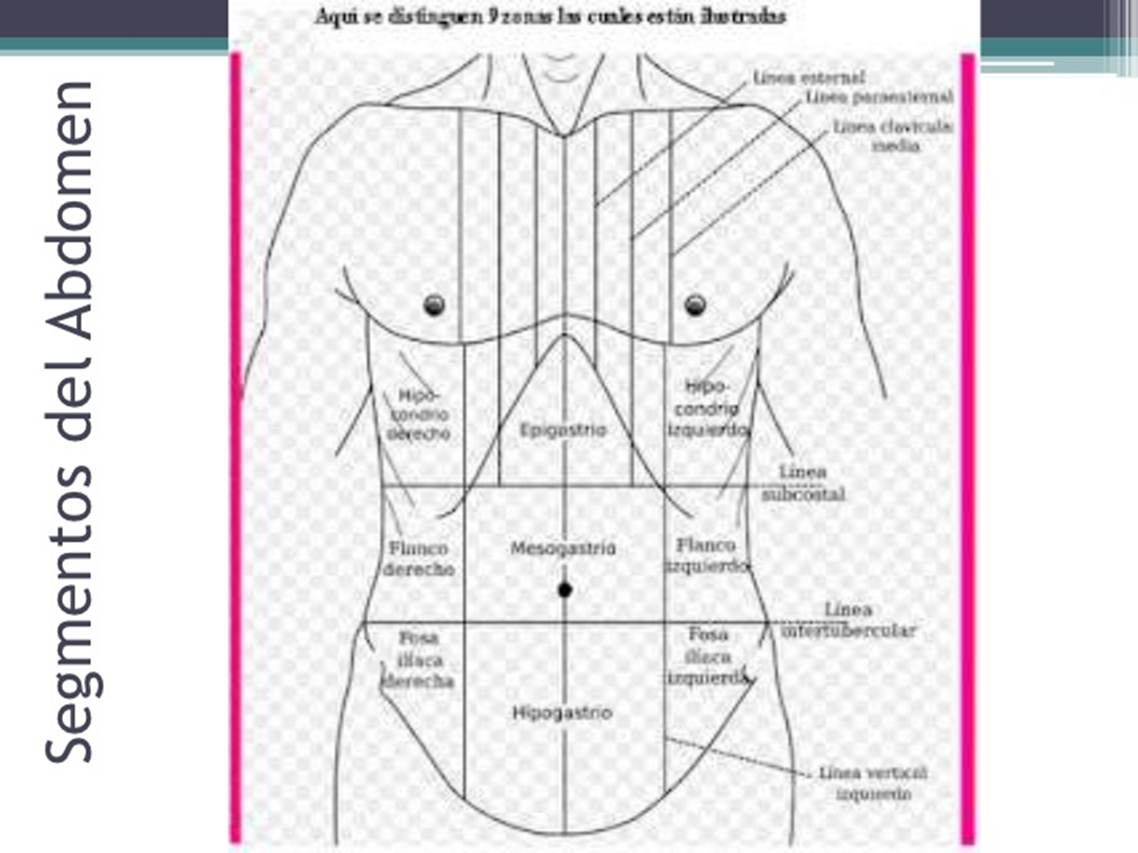 Aqui se distinguen 9 zonas las cuales están ilustradas
Segmentos del Abdomen
Línea esternal
Línea paraesternal
Línea clavicular
media
Hipo-
condrio
derecho
Epigastrio
Hipo-
condrio
izquierdo
Línea
subcostal
Flanco
derecho
Mesogastrio
Flanco
izquierdo
Línea
intertubercular
Fosa
ilíaca
derecha
Fosa
ilíaca
izquierda
Hipogastrio
Línea vertical
izquierdo